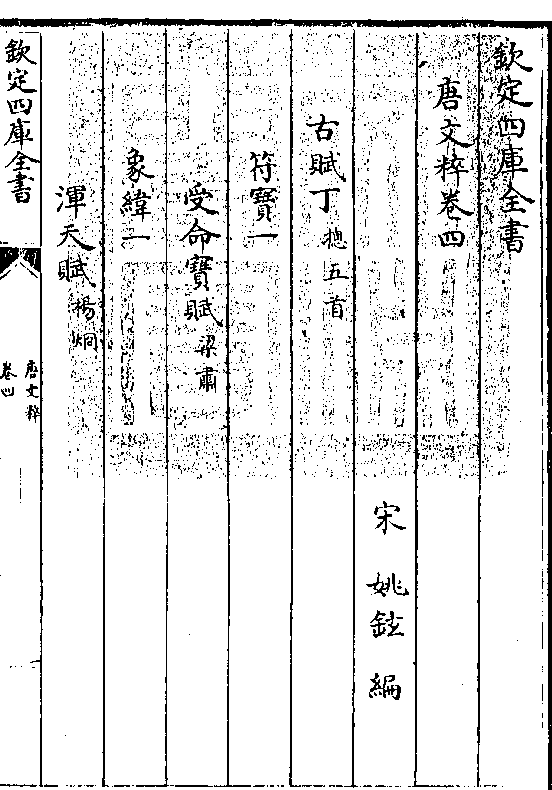 欽定四庫全書
唐文粹卷四
宋 姚鉉 編
古賦丁 摠五首
符寶一
受命寶賦 梁肅
象緯一
渾天賦 楊炯
欽定四庫全書
唐文粹
卷四